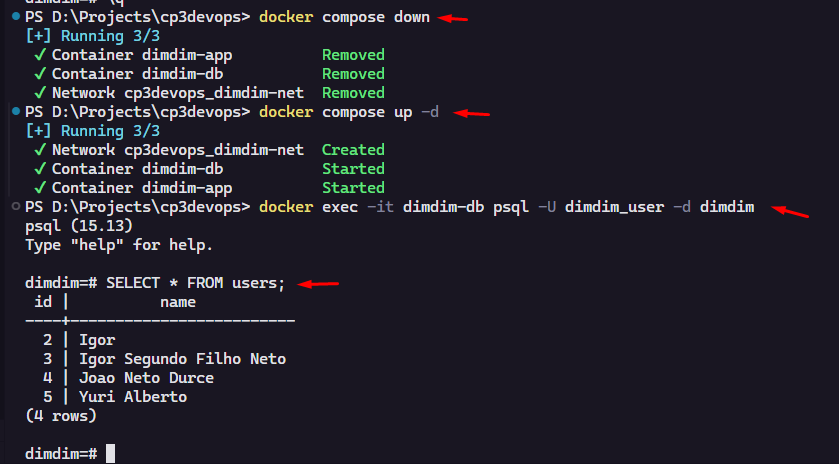 dimdim=# \q
PS D:\Projects\cp3devops> docker compose down
[+] Running 3/3
✔ Container dimdim-app Removed
✔ Container dimdim-db Removed
✔ Network cp3devops_dimdim-net Removed
PS D:\Projects\cp3devops> docker compose up -d
[+] Running 3/3
✔ Network cp3devops_dimdim-net Created
✔ Container dimdim-db Started
✔ Container dimdim-app Started
PS D:\Projects\cp3devops> docker exec -it dimdim-db psql -U dimdim_user -d dimdim
psql (15.13)
Type "help" for help.
dimdim=# SELECT * FROM users;
id | name
----+-------------------------
2 | Igor
3 | Igor Segundo Filho Neto
4 | Joao Neto Durce
5 | Yuri Alberto
(4 rows)
dimdim=#